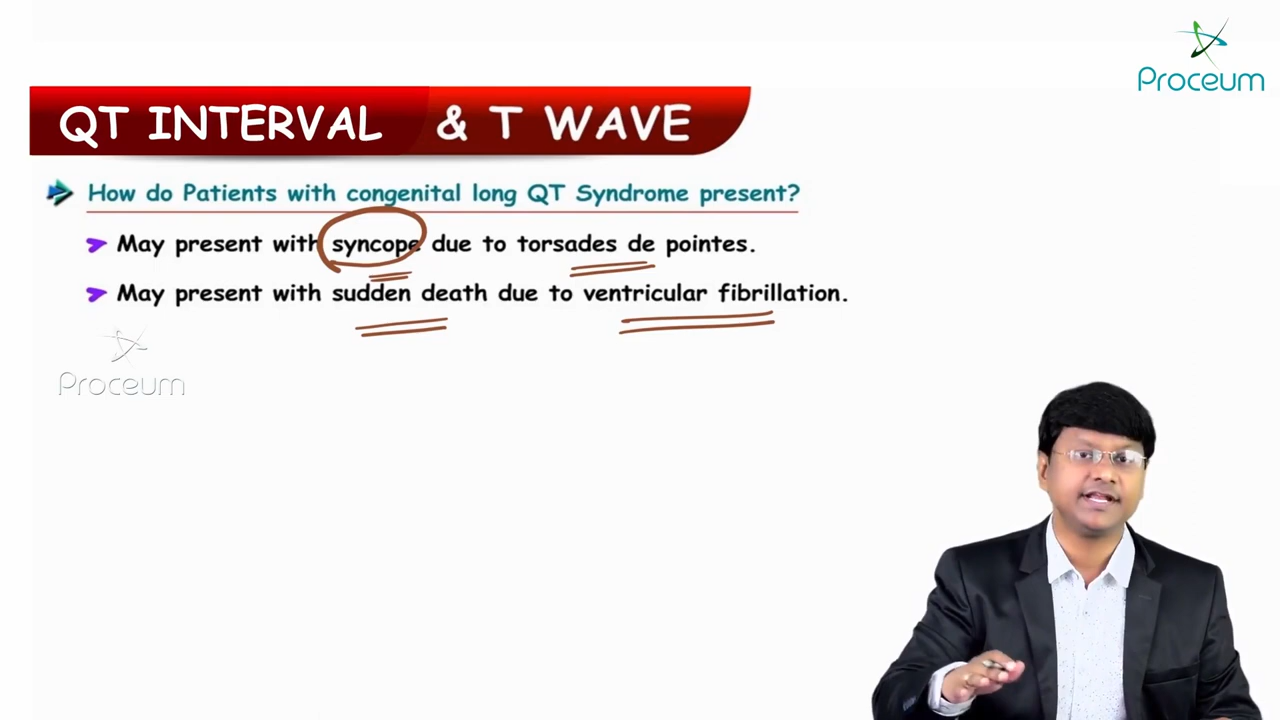 Proceum
QT INTERVAL & T WAVE
How do Patients with congenital long QT Syndrome present?
May present with syncope due to torsades de pointes.
May present with sudden death due to ventricular fibrillation.
Proceum